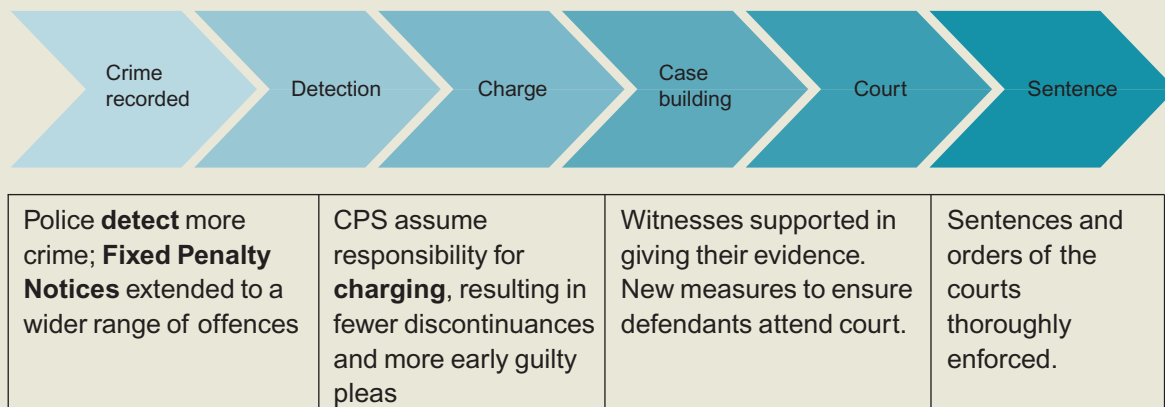 Crime
recorded
Detection
Charge
Case
building
Court
Sentence
Police detect more
crime; Fixed Penalty
Notices extended to a
wider range of offences
CPS assume
responsibility for
charging, resulting in
fewer discontinuances
and more early guilty
pleas
Witnesses supported in
giving their evidence.
New measures to ensure
defendants attend court.
Sentences and
orders of the
courts
thoroughly
enforced.